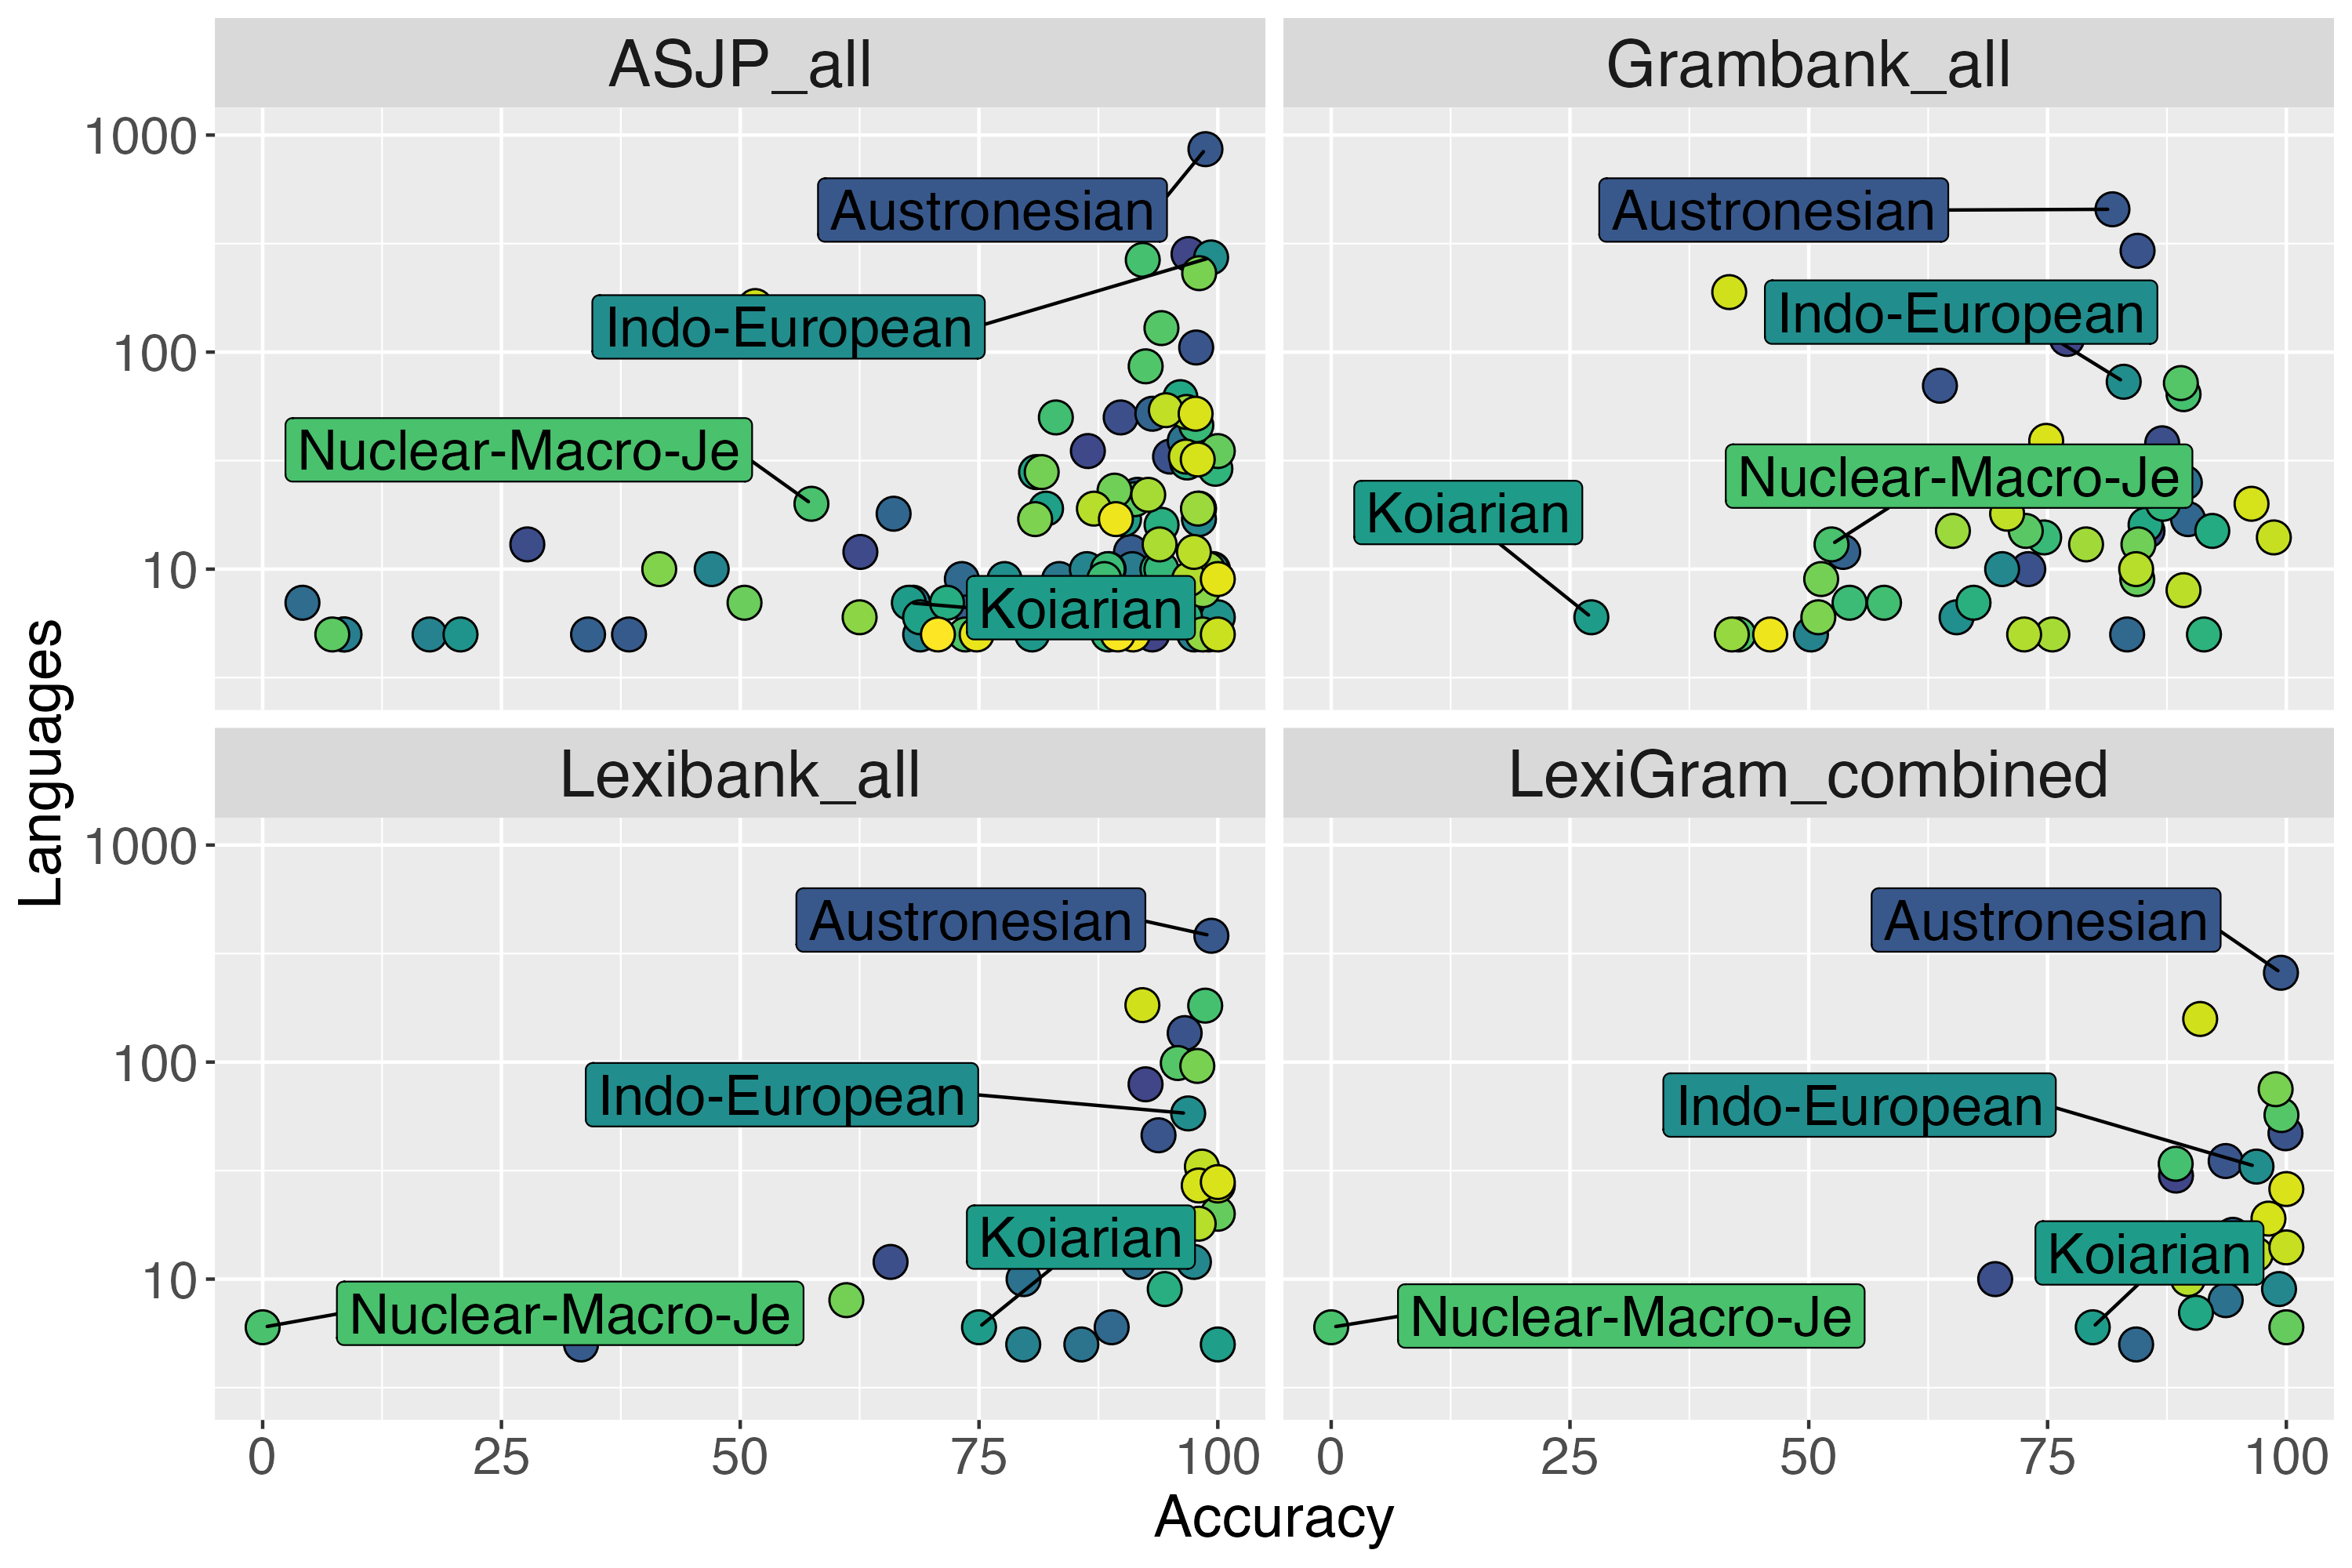 ASJP_all
Grambank_all
1000
100
10
Austronesian
Indo-European
Nuclear-Macro-Je
Koiarian
Austronesian
Indo-European
Nuclear-Macro-Je
Koiarian
Languages
Lexibank_all
LexiGram_combined
1000
100
10
Austronesian
Indo-European
Koiarian
Nuclear-Macro-Je
Austronesian
Indo-European
Koiarian
Nuclear-Macro-Je
0 25 50 75 100
0 25 50 75 100
Accuracy